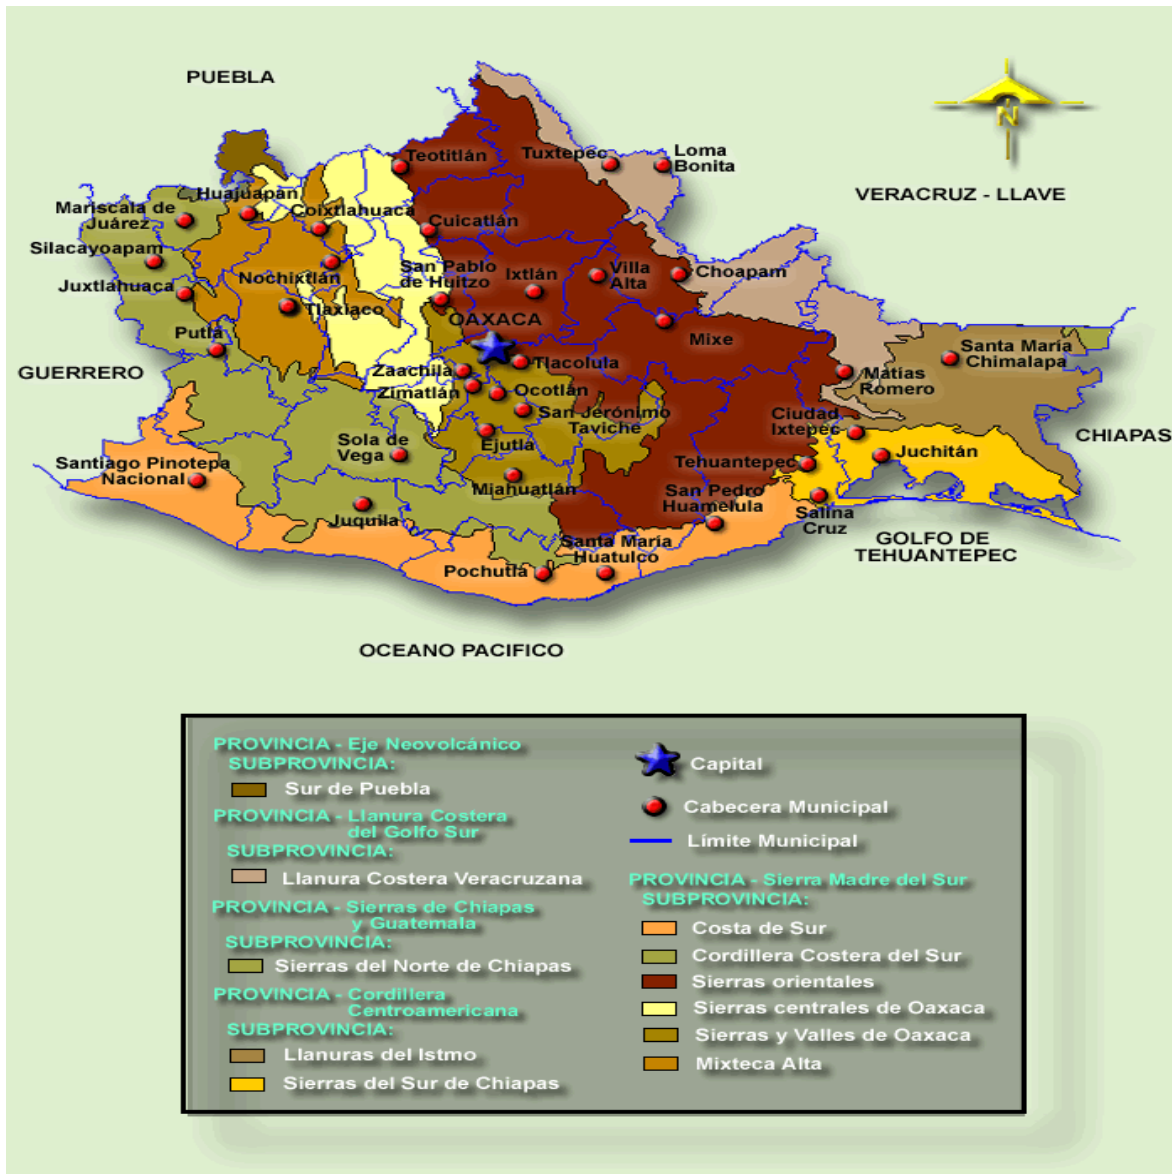 PUEBLA
N
Teotitlán
Tuxtepec
Loma
Bonita
VERACRUZ - LLAVE
Huajuapan
Mariscala de
Juárez
Coixtlahuaca
Cuicatlán
Silacayoapam
San Pablo
de Huitzo
Ixtlán
Villa
Alta
Choapam
Juxtlahuaca
Nochixtlán
Tlaxiaco
OAXACA
Putla
Mixe
Santa María
Chimalapa
GUERRERO
Zaachila
Tlacolula
Matías
Romero
Zimatlán
Ocotlán
San Jerónimo
Taviche
Ciudad
Ixtepec
CHIAPAS
Sola de
Vega
Ejutla
Juchitán
Santiago Pinotepa
Nacional
Tehuantepec
Miahuatlán
San Pedro
Huamelula
Juquila
Salina
Cruz
GOLFO DE
TEHUANTEPEC
Santa María
Huatulco
Pochutla
OCEANO PACIFICO
PROVINCIA - Eje Neovolcánico
SUBPROVINCIA:
Sur de Puebla
PROVINCIA - Llanura Costera
del Golfo Sur
SUBPROVINCIA:
Llanura Costera Veracruzana
PROVINCIA - Sierras de Chiapas
y Guatemala
SUBPROVINCIA:
Sierras del Norte de Chiapas
PROVINCIA - Cordillera
Centroamericana
SUBPROVINCIA:
Llanuras del Istmo
Sierras del Sur de Chiapas
Capital
Cabecera Municipal
Límite Municipal
PROVINCIA - Sierra Madre del Sur
SUBPROVINCIA:
Costa de Sur
Cordillera Costera del Sur
Sierras orientales
Sierras centrales de Oaxaca
Sierras y Valles de Oaxaca
Mixteca Alta